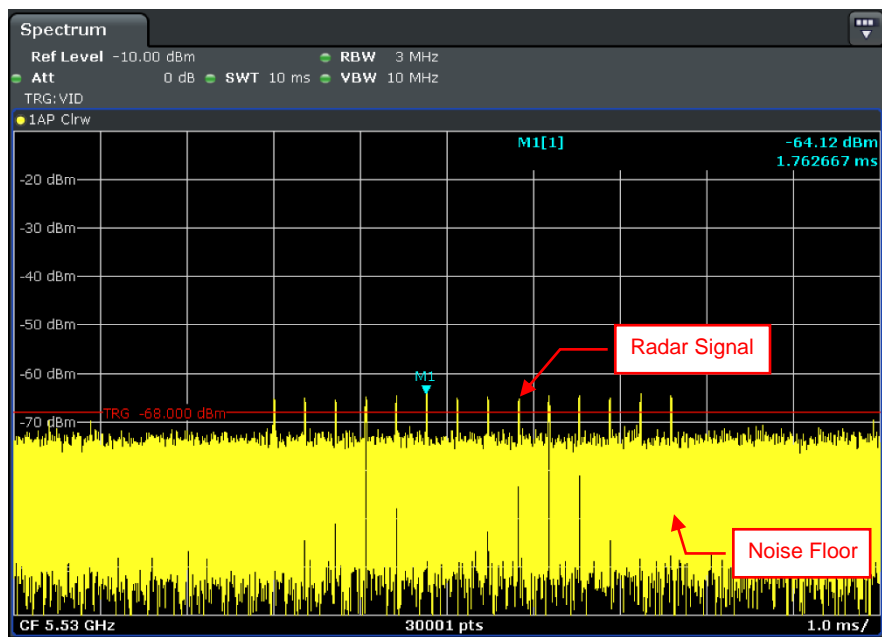 Spectrum
Ref Level -10.00 dBm RBW 3 MHz
Att 0 dB SWT 10 ms VBW 10 MHz
TRG:VID
1AP Clrw
M1[1] -64.12 dBm
1.762667 ms
-20 dBm
-30 dBm
-40 dBm
-50 dBm
Radar Signal
-60 dBm
M1
TRG -68.000 dBm
-70 dBm
Noise Floor
CF 5.53 GHz 30001 pts 1.0 ms/